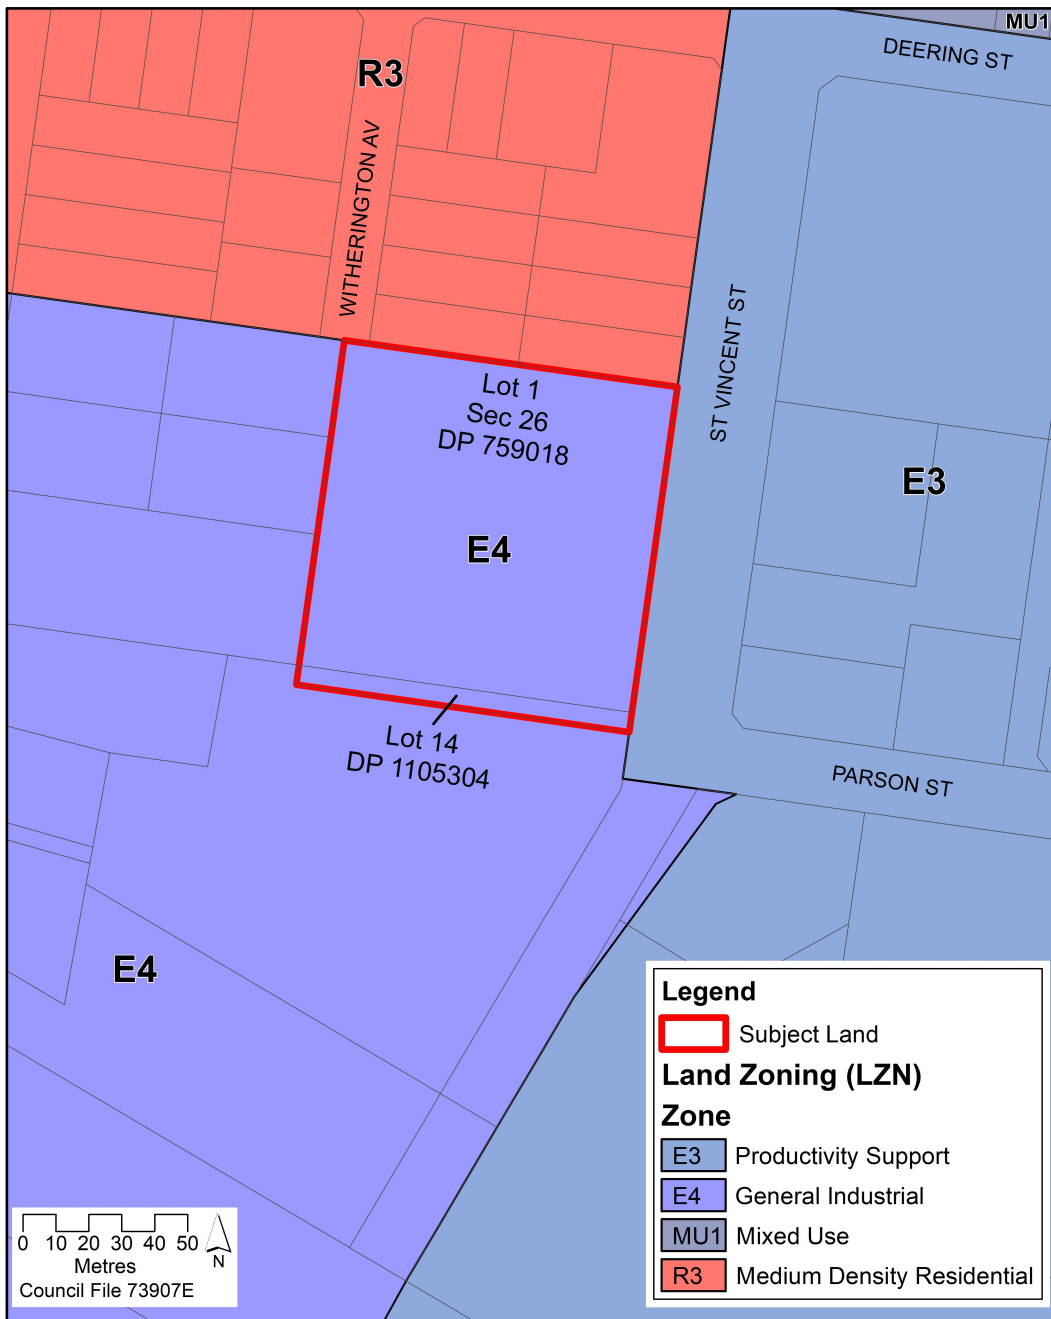 MU1
DEERING ST
R3
WITHERINGTON AV
ST VINCENT ST
Lot 1
Sec 26
DP 759018
E3
E4
Lot 14
DP 1105304
PARSON ST
E4
Legend
Subject Land
Land Zoning (LZN)
Zone
E3 Productivity Support
E4 General Industrial
MU1 Mixed Use
R3 Medium Density Residential
0 10 20 30 40 50
Metres
N
Council File 73907E